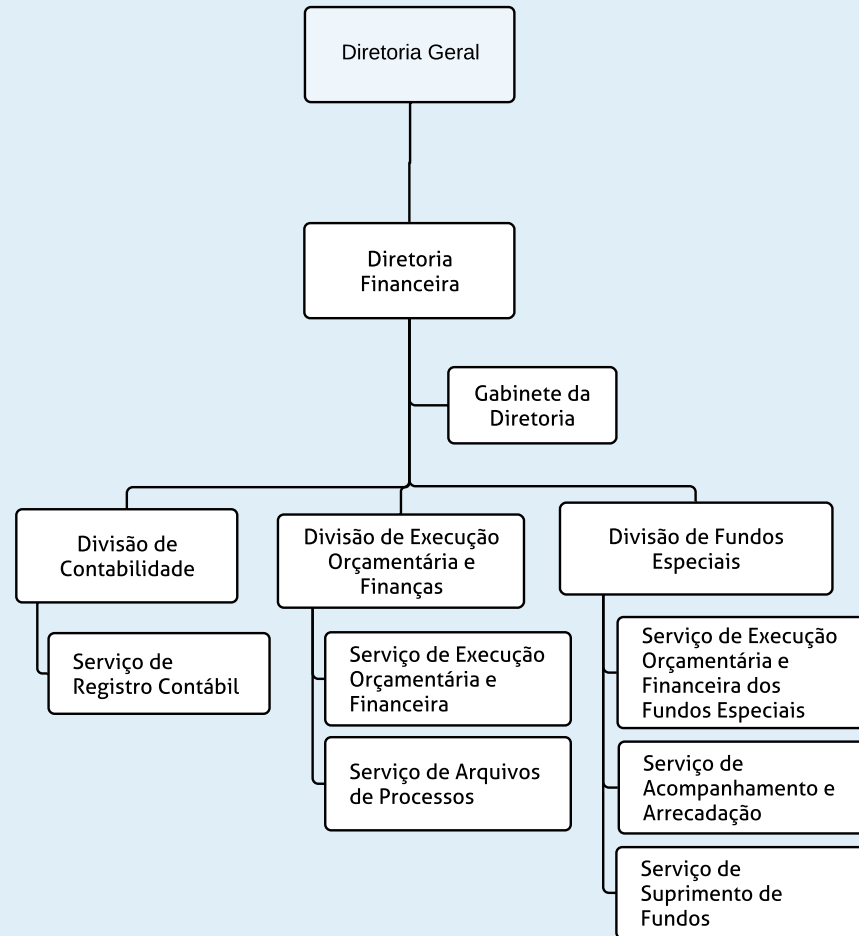 Diretoria Geral
Diretoria
Financeira
Gabinete da
Diretoria
Divisão de
Contabilidade
Divisão de Execução
Orçamentária e
Finanças
Divisão de Fundos
Especiais
Serviço de
Registro Contábil
Serviço de Execução
Orçamentária e
Financeira
Serviço de Arquivos
de Processos
Serviço de Execução
Orçamentária e
Financeira dos
Fundos Especiais
Serviço de
Acompanhamento e
Arrecadação
Serviço de
Suprimento de
Fundos